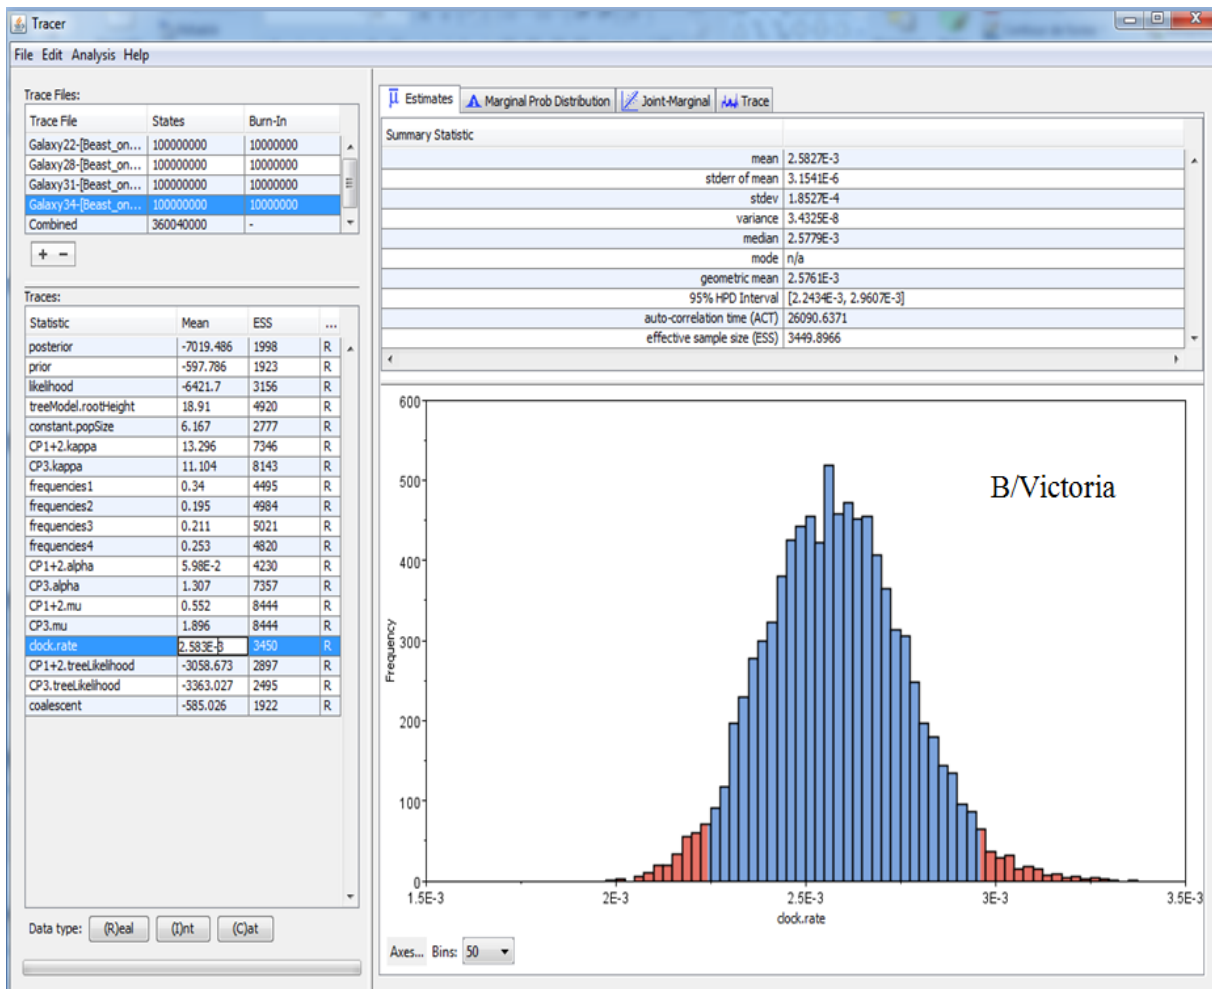 Tracer
File Edit Analysis Help
Trace Files:
Trace File States Burn-In
Galaxy22-[Beast_on... 100000000 10000000
Galaxy28-[Beast_on... 100000000 10000000
Galaxy31-[Beast_on... 100000000 10000000
Galaxy34-[Beast_on... 100000000 10000000
Combined 360040000 -
+ -
Traces:
Statistic Mean ESS ...
posterior -7019.486 1998 R
prior -597.786 1923 R
likelihood -6421.7 3156 R
treeModel.rootHeight 18.91 4920 R
constant.popSize 6.167 2777 R
CP1+2.kappa 13.296 7346 R
CP3.kappa 11.104 8143 R
frequencies1 0.34 4495 R
frequencies2 0.195 4984 R
frequencies3 0.211 5021 R
frequencies4 0.253 4820 R
CP1+2.alpha 5.98E-2 4230 R
CP3.alpha 1.307 7357 R
CP1+2.mu 0.552 8444 R
CP3.mu 1.896 8444 R
clock.rate 2.583E-3 3450 R
CP1+2.treeLikelihood -3058.673 2897 R
CP3.treeLikelihood -3363.027 2495 R
coalescent -585.026 1922 R
Data type: (R)eal (I)nt (C)at
Estimates Marginal Prob Distribution Joint-Marginal Trace
Summary Statistic
mean 2.5827E-3
stderr of mean 3.1541E-6
stdev 1.8527E-4
variance 3.4325E-8
median 2.5779E-3
mode n/a
geometric mean 2.5761E-3
95% HPD Interval [2.2434E-3, 2.9607E-3]
auto-correlation time (ACT) 26090.6371
effective sample size (ESS) 3449.8966
600
500
400
300
200
100
0
Frequency
B/Victoria
1.5E-3 2E-3 2.5E-3 3E-3 3.5E-3
clock.rate
Axes... Bins: 50